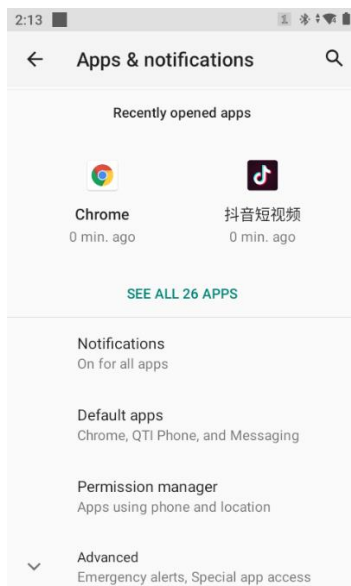 2:13
Apps & notifications
Recently opened apps
Chrome
抖音短视频
0 min. ago
0 min. ago
SEE ALL 26 APPS
Notifications
On for all apps
Default apps
Chrome, QTI Phone, and Messaging
Permission manager
Apps using phone and location
Advanced
Emergency alerts, Special app access